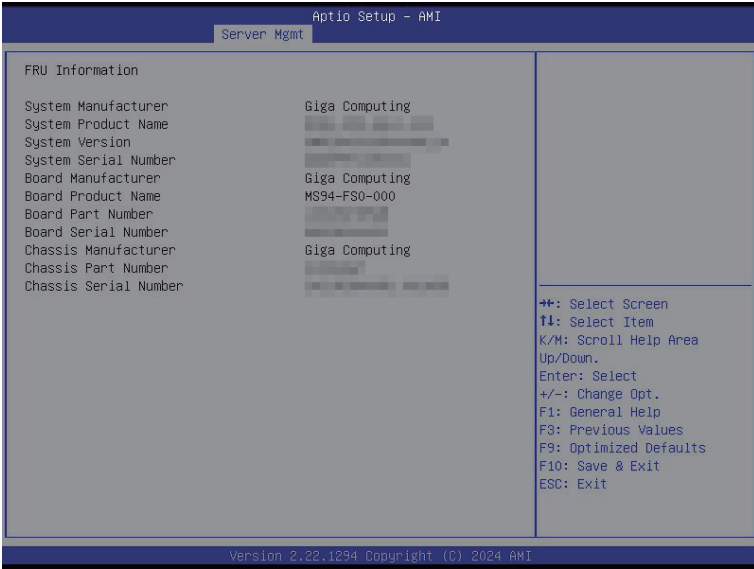 Aptio Setup – AMI
Server Mgmt
FRU Information
System Manufacturer Giga Computing
System Product Name
System Version
System Serial Number
Board Manufacturer Giga Computing
Board Product Name MS94-FS0-000
Board Part Number
Board Serial Number
Chassis Manufacturer Giga Computing
Chassis Part Number
Chassis Serial Number
→←: Select Screen
↑↓: Select Item
K/M: Scroll Help Area
Up/Down.
Enter: Select
+/-: Change Opt.
F1: General Help
F3: Previous Values
F9: Optimized Defaults
F10: Save & Exit
ESC: Exit
Version 2.22.1294 Copyright (C) 2024 AMI